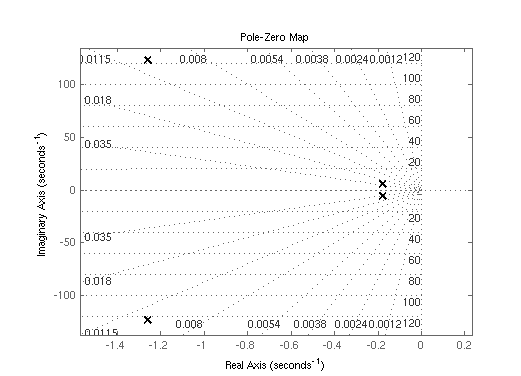 Pole-Zero Map
0.0115 0.008 0.0054 0.0038 0.0024 0.0012 120
100 100
0.018 80
60
50
0.035 40
20
0
20
-50 0.035 40
60
0.018 80
-100 100
0.0115 0.008 0.0054 0.0038 0.0024 0.0012 120
-1.4 -1.2 -1 -0.8 -0.6 -0.4 -0.2 0 0.2
Real Axis (seconds⁻¹)
Imaginary Axis (seconds⁻¹)